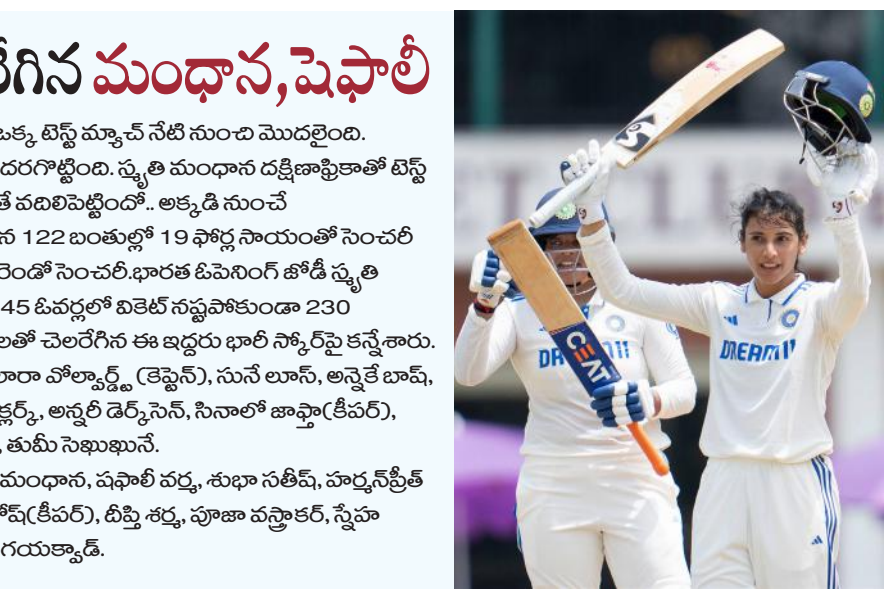 మంధాన,షెఫాలీ
ఒక్క టెస్ట్ మ్యాచ్ నేటి నుంచి మొదలైంది.
దరగొట్టింది. స్మృతి మంధాన దక్షిణాఫ్రికాతో టెస్ట్
తే వదిలిపెట్టిందో.. అక్కడి నుంచే
న 122 బంతుల్లో 19 ఫోర్ల సాయంతో సెంచరీ
రెండో సెంచరీ.భారత ఓపెనింగ్ జోడీ స్మృతి
45 ఓవర్లలో వికెట్ నష్టపోకుండా 230
లతో చెలరేగిన ఈ ఇద్దరు భారీ స్కోర్‌పై కన్నేశారు.
లారా వోల్వార్డ్ట్ (కెప్టెన్), సునే లూస్, అన్నెకే బాష్,
క్లర్క్, అన్నరీ డెర్క్‌సెన్, సినాలో జాఫ్తా(కీపర్),
, తుమీ సెఖుఖునే.
మంధాన, షఫాలీ వర్మ, శుభా సతీష్, హర్మన్‌ప్రీత్
ోష్(కీపర్), దీప్తి శర్మ, పూజా వస్త్రాకర్, స్నేహ
గయక్వాడ్.
CEAT
DREAM11